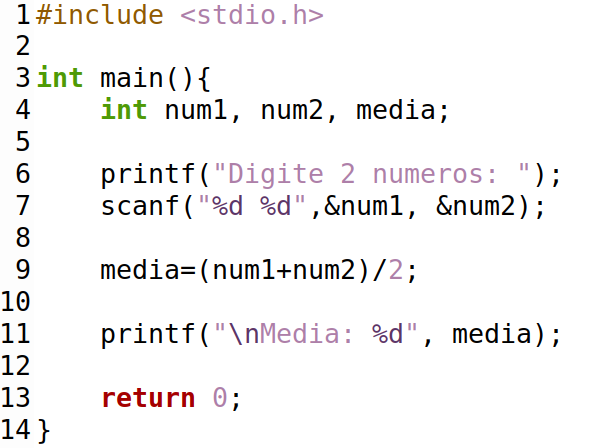 1 #include <stdio.h>
2
3 int main(){
4     int num1, num2, media;
5
6     printf("Digite 2 numeros: ");
7     scanf("%d %d",&num1, &num2);
8
9     media=(num1+num2)/2;
10
11     printf("\nMedia: %d", media);
12
13     return 0;
14 }